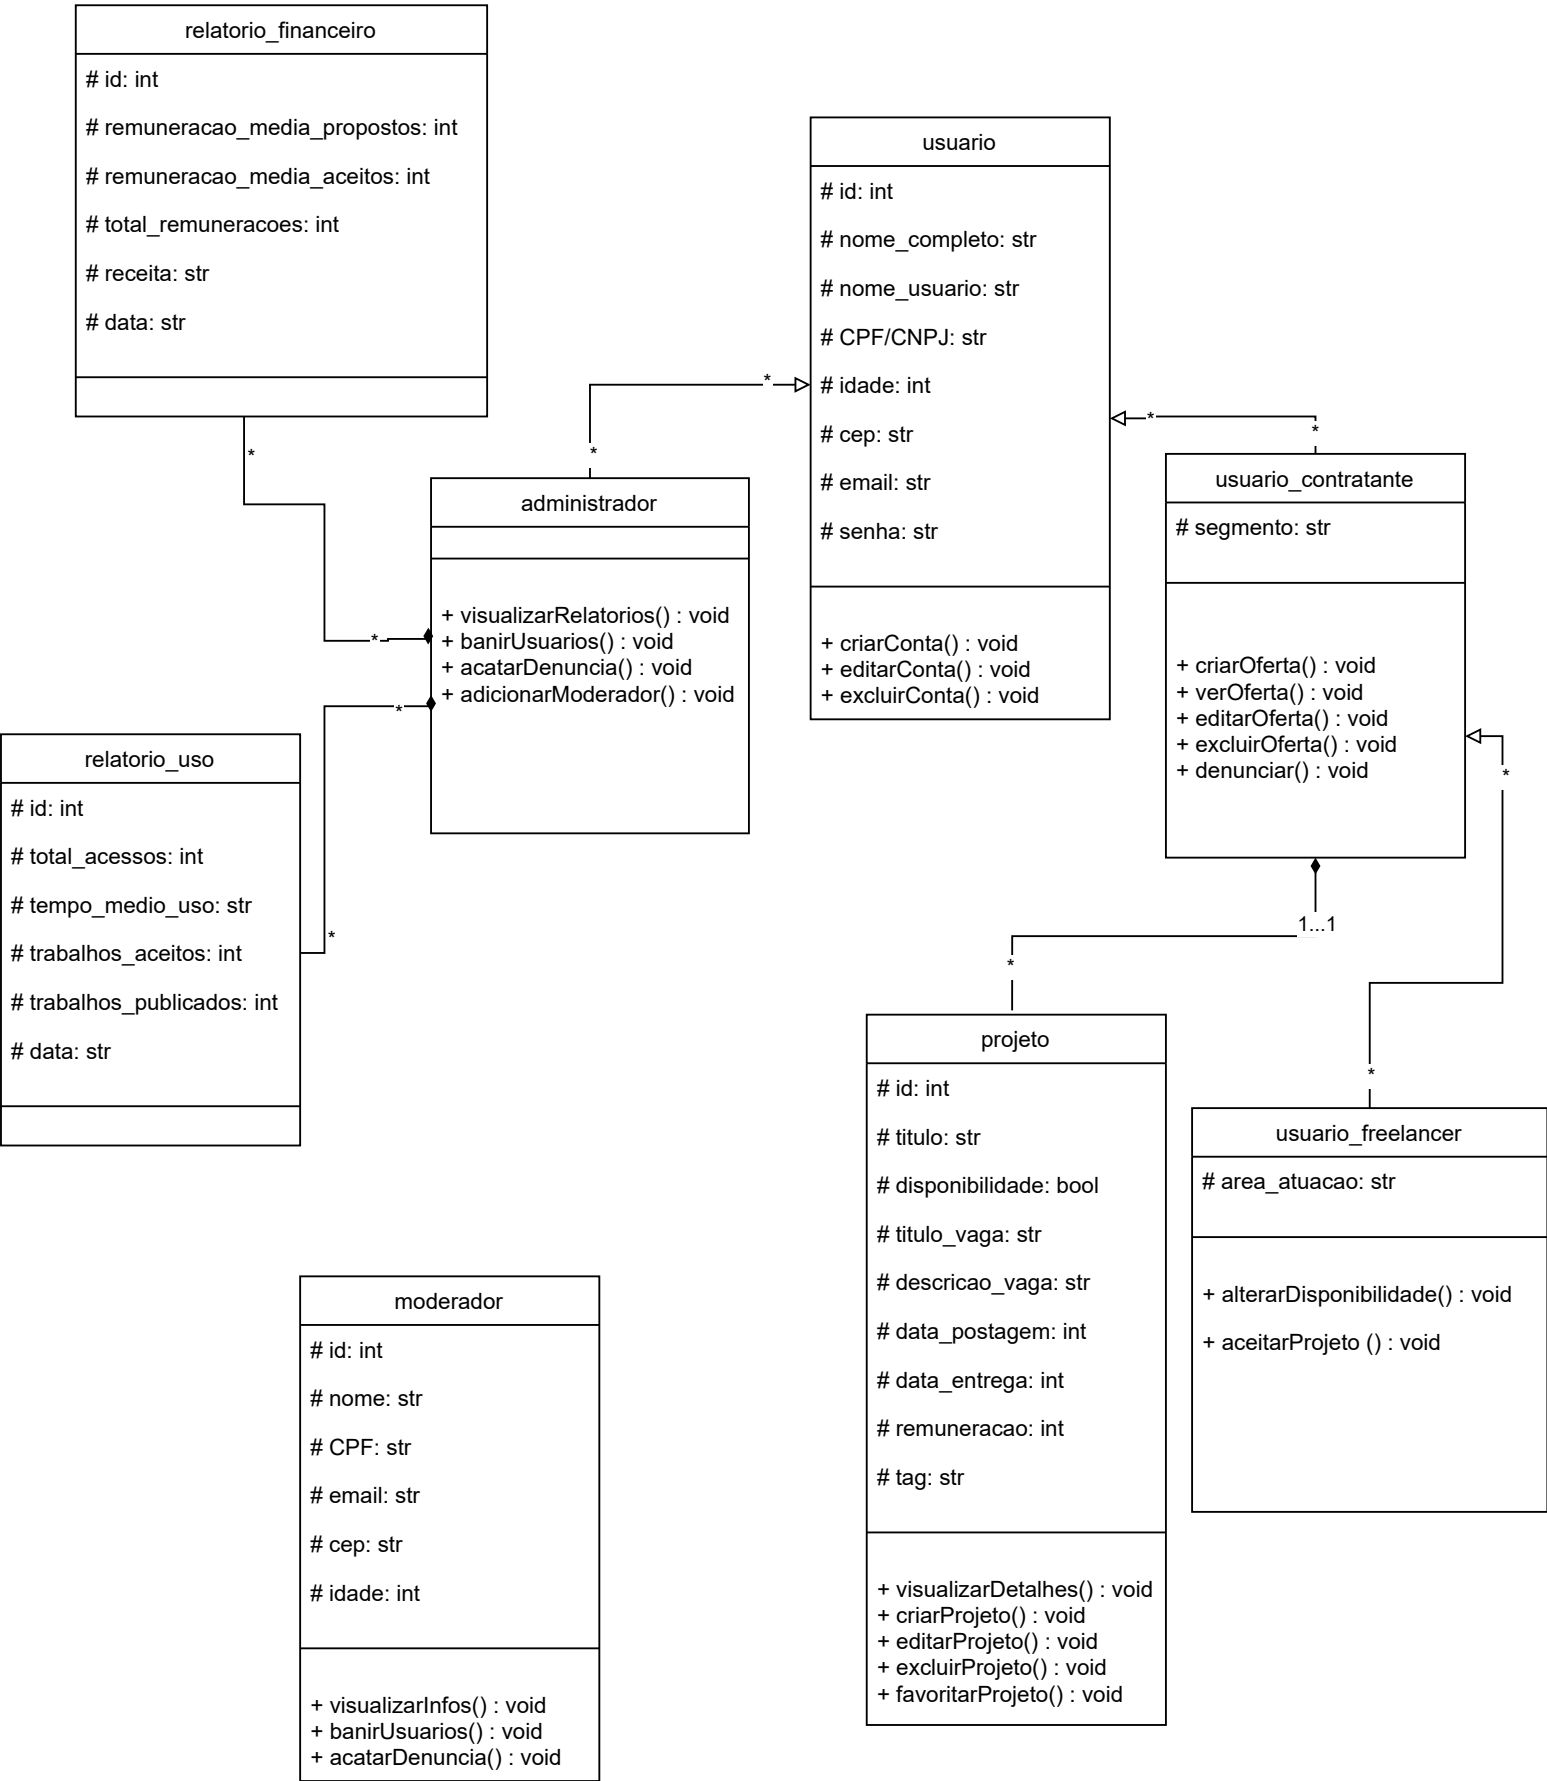 relatorio_financeiro
# id: int
# remuneracao_media_propostos: int
# remuneracao_media_aceitos: int
# total_remuneracoes: int
# receita: str
# data: str
*
*
usuario
# id: int
# nome_completo: str
# nome_usuario: str
# CPF/CNPJ: str
# idade: int
# cep: str
# email: str
# senha: str
+ criarConta() : void
+ editarConta() : void
+ excluirConta() : void
*
*
administrador
+ visualizarRelatorios() : void
+ banirUsuarios() : void
+ acatarDenuncia() : void
+ adicionarModerador() : void
*
*
usuario_contratante
# segmento: str
+ criarOferta() : void
+ verOferta() : void
+ editarOferta() : void
+ excluirOferta() : void
+ denunciar() : void
*
*
relatorio_uso
# id: int
# total_acessos: int
# tempo_medio_uso: str
# trabalhos_aceitos: int
# trabalhos_publicados: int
# data: str
*
*
1...1
*
projeto
# id: int
# titulo: str
# disponibilidade: bool
# titulo_vaga: str
# descricao_vaga: str
# data_postagem: int
# data_entrega: int
# remuneracao: int
# tag: str
+ visualizarDetalhes() : void
+ criarProjeto() : void
+ editarProjeto() : void
+ excluirProjeto() : void
+ favoritarProjeto() : void
*
*
usuario_freelancer
# area_atuacao: str
+ alterarDisponibilidade() : void
+ aceitarProjeto () : void
moderador
# id: int
# nome: str
# CPF: str
# email: str
# cep: str
# idade: int
+ visualizarInfos() : void
+ banirUsuarios() : void
+ acatarDenuncia() : void